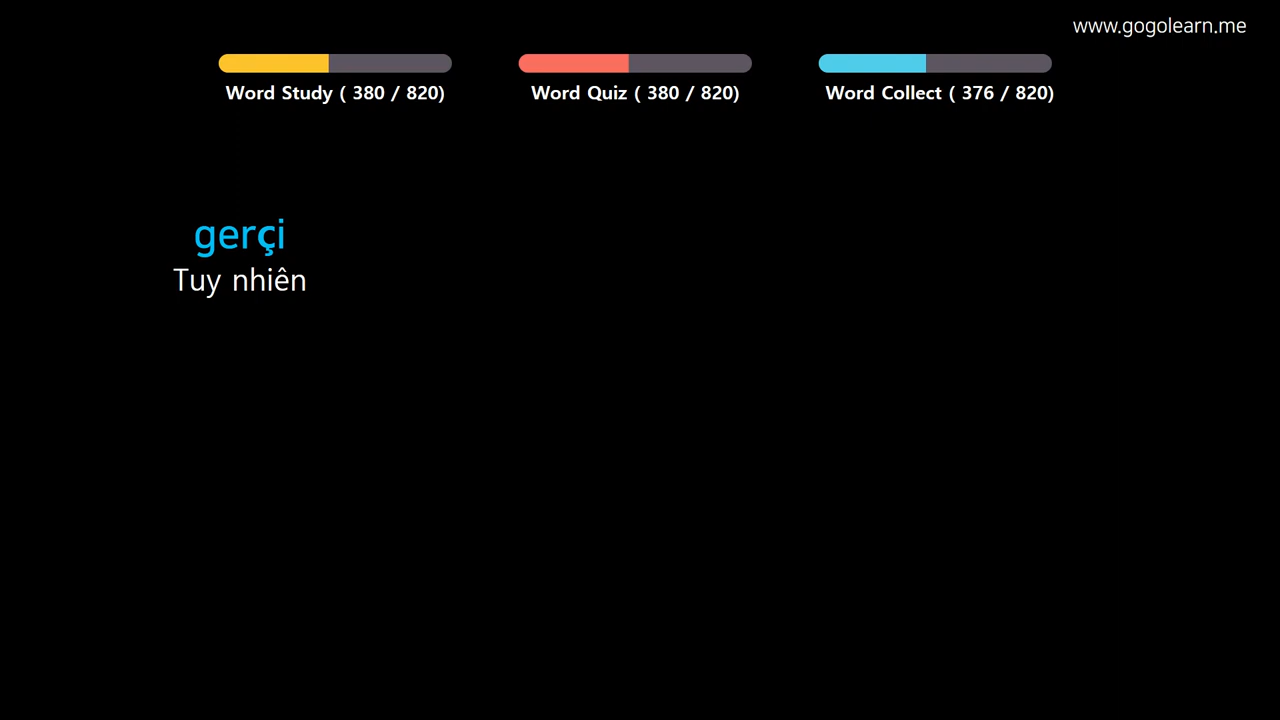 www.gogolearn.me
Word Study ( 380 / 820)
Word Quiz ( 380 / 820)
Word Collect ( 376 / 820)
gerçi
Tuy nhiên